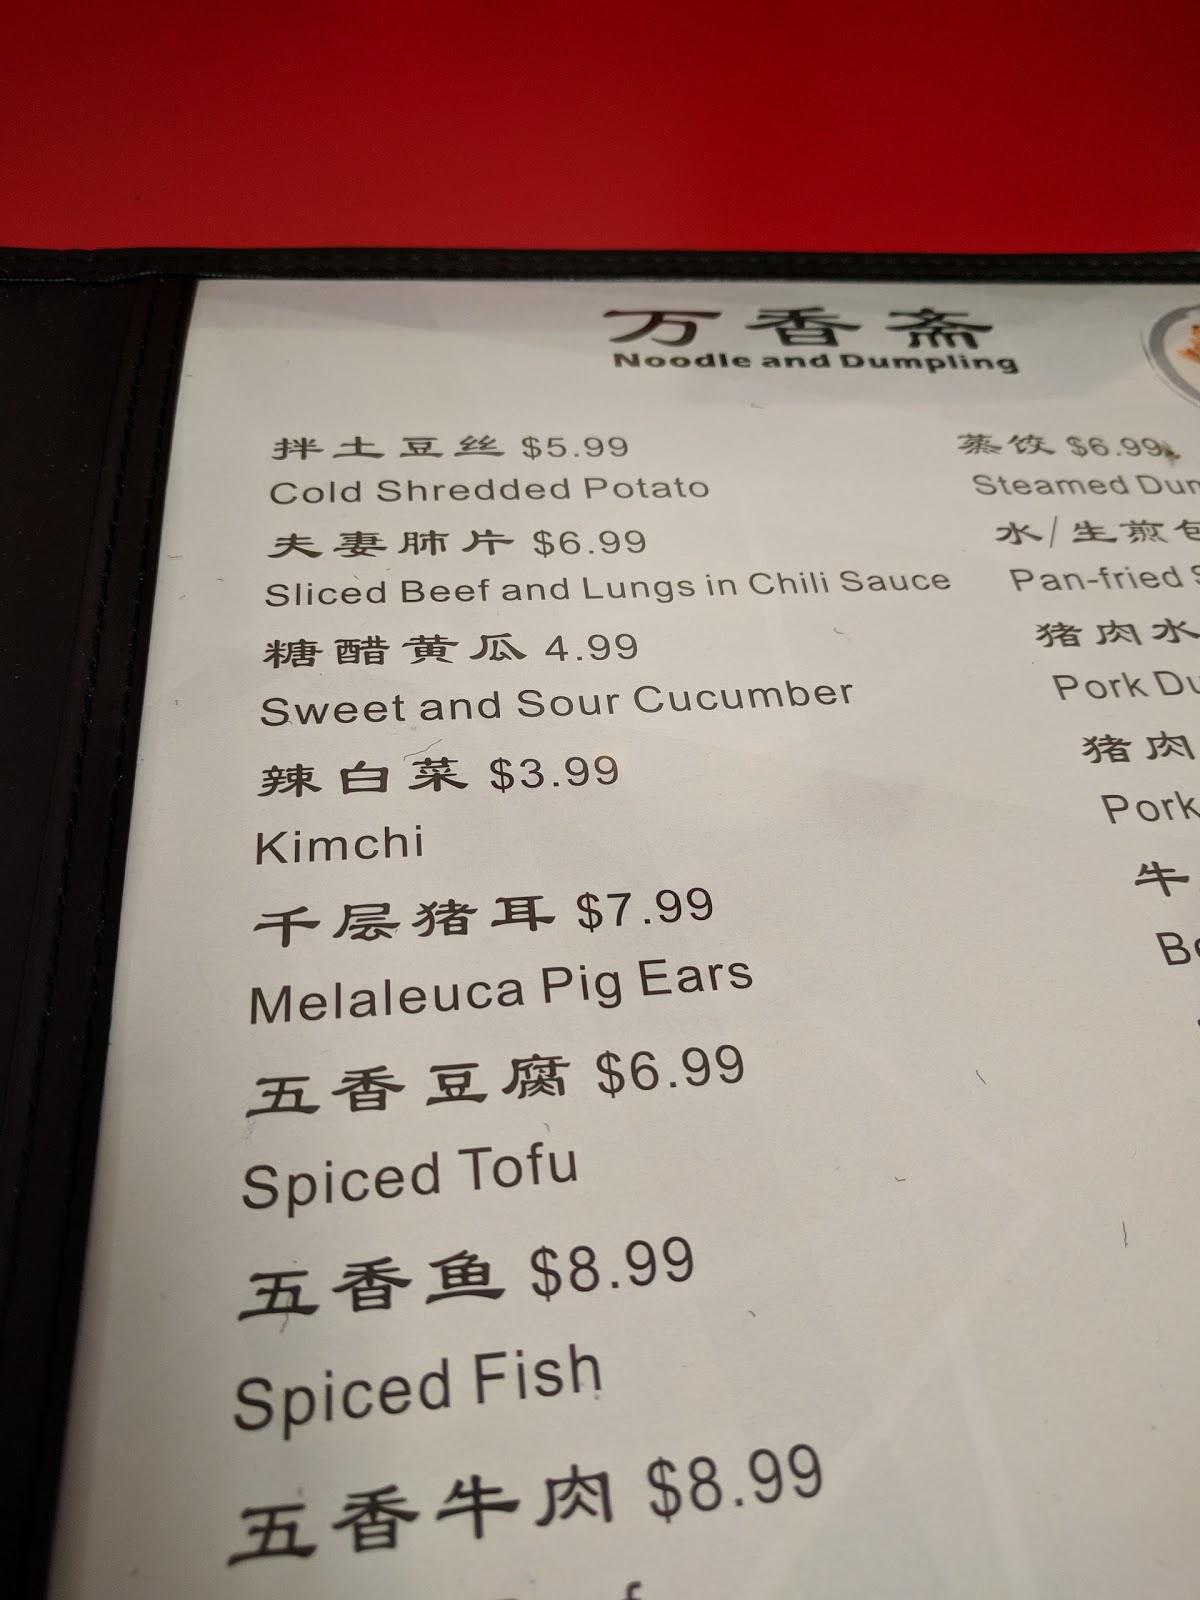 万香斋
Noodle and Dumpling
拌土豆丝 $5.99
Cold Shredded Potato
夫妻肺片 $6.99
Sliced Beef and Lungs in Chili Sauce
糖醋黄瓜 4.99
Sweet and Sour Cucumber
辣白菜 $3.99
Kimchi
千层猪耳 $7.99
Melaleuca Pig Ears
五香豆腐 $6.99
Spiced Tofu
五香鱼 $8.99
Spiced Fish
五香牛肉 $8.99
蒸饺 $6.99
Steamed
水/生煎
Pan-fried
猪肉水
Pork
猪肉
Pork
牛